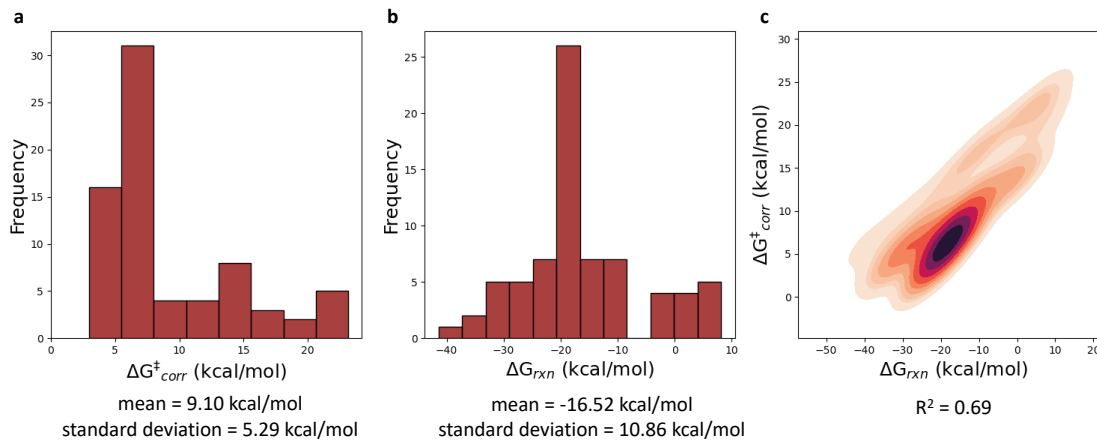 a
Frequency
30
25
20
15
10
5
0
0
5
10
15
20
ΔG‡corr (kcal/mol)
mean = 9.10 kcal/mol
standard deviation = 5.29 kcal/mol
b
Frequency
25
20
15
10
5
0
−40
−30
−20
−10
0
10
ΔGrxn (kcal/mol)
mean = -16.52 kcal/mol
standard deviation = 10.86 kcal/mol
c
ΔG‡corr (kcal/mol)
30
25
20
15
10
5
0
−50
−40
−30
−20
−10
0
10
20
ΔGrxn (kcal/mol)
R² = 0.69